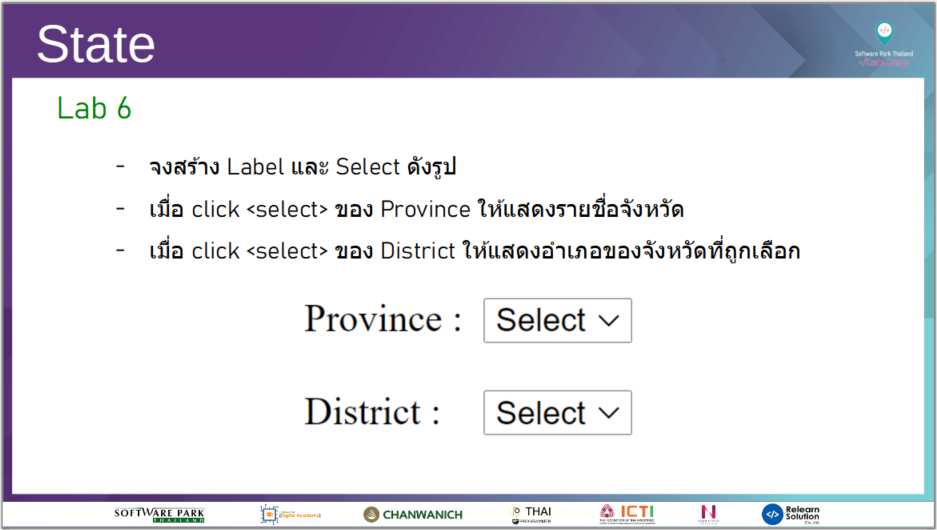 State
Software Park Thailand
Lab 6
- จงสร้าง Label และ Select ดังรูป
- เมื่อ click <select> ของ Province ให้แสดงรายชื่อจังหวัด
- เมื่อ click <select> ของ District ให้แสดงอำเภอของจังหวัดที่ถูกเลือก
Province : Select
District : Select
SOFTWARE PARK
THAILAND
Digital Academy
CHANWANICH
THAI
PROGRAMMER
ICTI
Relearn
Solution
Co.,Ltd.